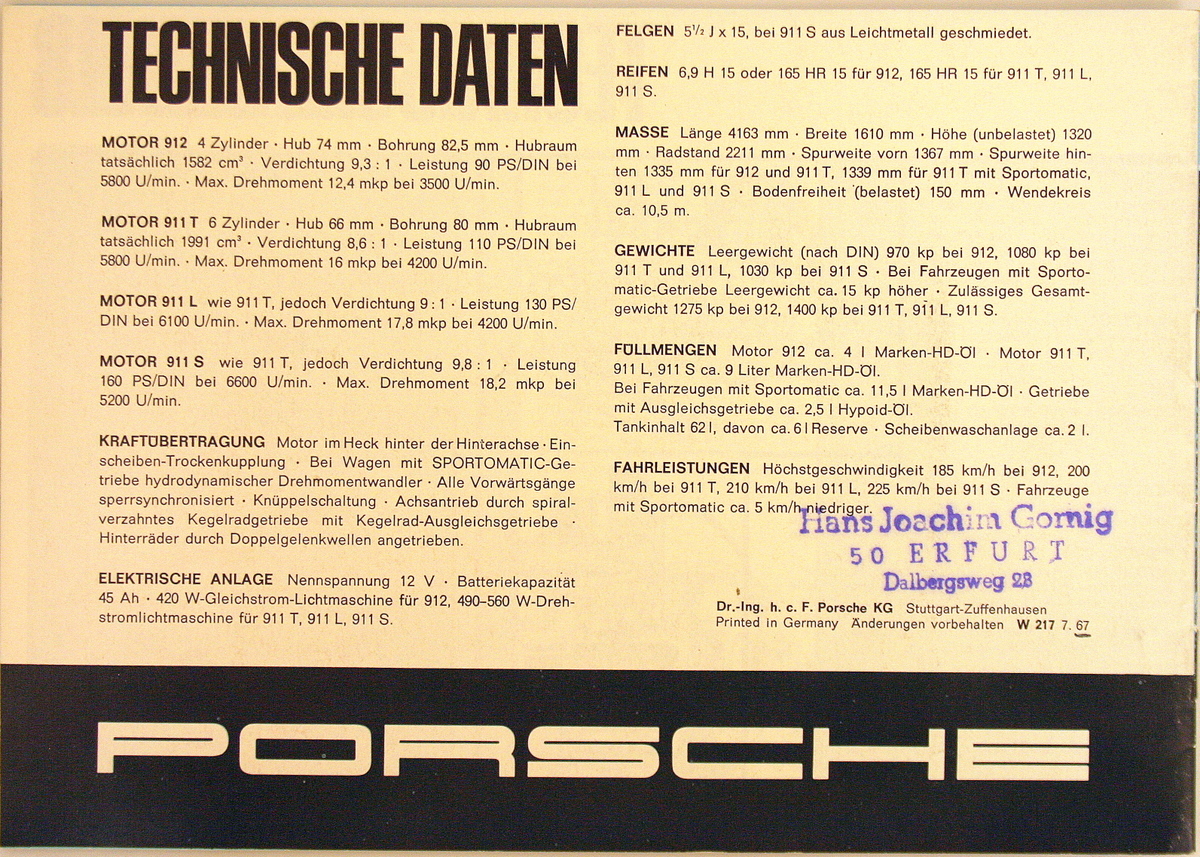 TECHNISCHE DATEN
MOTOR 912 4 Zylinder · Hub 74 mm · Bohrung 82,5 mm · Hubraum
tatsächlich 1582 cm³ · Verdichtung 9,3 : 1 · Leistung 90 PS/DIN bei
5800 U/min. · Max. Drehmoment 12,4 mkp bei 3500 U/min.
MOTOR 911 T 6 Zylinder · Hub 66 mm · Bohrung 80 mm · Hubraum
tatsächlich 1991 cm³ · Verdichtung 8,6 : 1 · Leistung 110 PS/DIN bei
5800 U/min. · Max. Drehmoment 16 mkp bei 4200 U/min.
MOTOR 911 L wie 911 T, jedoch Verdichtung 9 : 1 · Leistung 130 PS/
DIN bei 6100 U/min. · Max. Drehmoment 17,8 mkp bei 4200 U/min.
MOTOR 911 S wie 911 T, jedoch Verdichtung 9,8 : 1 · Leistung
160 PS/DIN bei 6600 U/min. · Max. Drehmoment 18,2 mkp bei
5200 U/min.
KRAFTÜBERTRAGUNG Motor im Heck hinter der Hinterachse · Ein-
scheiben-Trockenkupplung · Bei Wagen mit SPORTOMATIC-Ge-
triebe hydrodynamischer Drehmomentwandler · Alle Vorwärtsgänge
sperrsynchronisiert · Knüppelschaltung · Achsantrieb durch spiral-
verzahntes Kegelradgetriebe mit Kegelrad-Ausgleichsgetriebe ·
Hinterräder durch Doppelgelenkwellen angetrieben.
ELEKTRISCHE ANLAGE Nennspannung 12 V · Batteriekapazität
45 Ah · 420 W-Gleichstrom-Lichtmaschine für 912, 490–560 W-Dreh-
stromlichtmaschine für 911 T, 911 L, 911 S.
FELGEN 5½ J x 15, bei 911 S aus Leichtmetall geschmiedet.
REIFEN 6,9 H 15 oder 165 HR 15 für 912, 165 HR 15 für 911 T, 911 L,
911 S.
MASSE Länge 4163 mm · Breite 1610 mm · Höhe (unbelastet) 1320
mm · Radstand 2211 mm · Spurweite vorn 1367 mm · Spurweite hin-
ten 1335 mm für 912 und 911 T, 1339 mm für 911 T mit Sportomatic,
911 L und 911 S · Bodenfreiheit (belastet) 150 mm · Wendekreis
ca. 10,5 m.
GEWICHTE Leergewicht (nach DIN) 970 kp bei 912, 1080 kp bei
911 T und 911 L, 1030 kp bei 911 S · Bei Fahrzeugen mit Sporto-
matic-Getriebe Leergewicht ca. 15 kp höher · Zulässiges Gesamt-
gewicht 1275 kp bei 912, 1400 kp bei 911 T, 911 L, 911 S.
FÜLLMENGEN Motor 912 ca. 4 l Marken-HD-Öl · Motor 911 T,
911 L, 911 S ca. 9 Liter Marken-HD-Öl.
Bei Fahrzeugen mit Sportomatic ca. 11,5 l Marken-HD-Öl · Getriebe
mit Ausgleichsgetriebe ca. 2,5 l Hypoid-Öl.
Tankinhalt 62 l, davon ca. 6 l Reserve · Scheibenwaschanlage ca. 2 l.
FAHRLEISTUNGEN Höchstgeschwindigkeit 185 km/h bei 912, 200
km/h bei 911 T, 210 km/h bei 911 L, 225 km/h bei 911 S · Fahrzeuge
mit Sportomatic ca. 5 km/h niedriger.
Hans Joachim Gornig
50 ERFURT
Dalbergsweg 23
Dr.-Ing. h. c. F. Porsche KG Stuttgart-Zuffenhausen
Printed in Germany Änderungen vorbehalten W 217 7. 67
PORSCHE